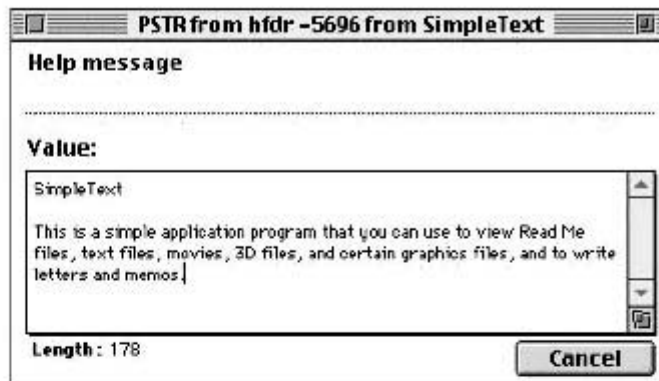 PSTR from hfdr -5696 from SimpleText
Help message
Value:
SimpleText
This is a simple application program that you can use to view Read Me
files, text files, movies, 3D files, and certain graphics files, and to write
letters and memos.
Length: 178
Cancel